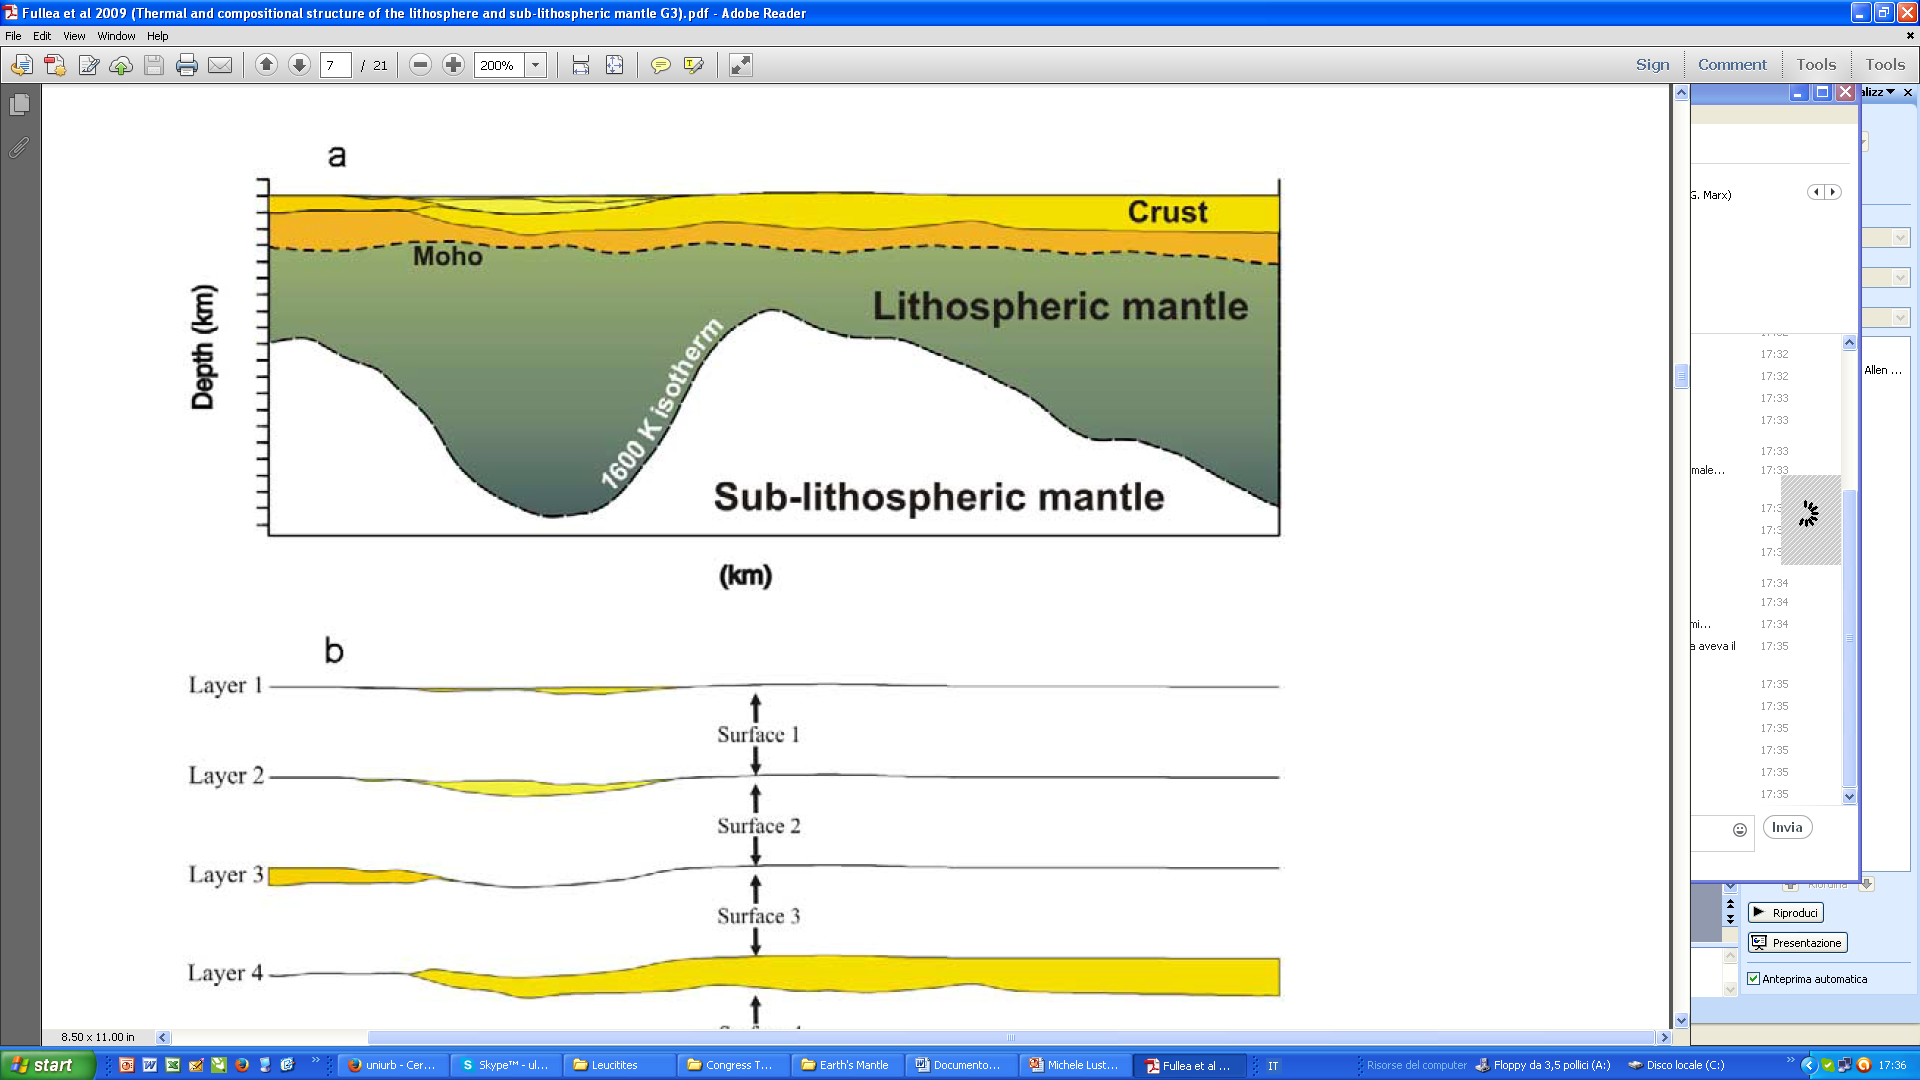 Fullea et al 2009 (Thermal and compositional structure of the lithosphere and sub-lithospheric mantle G3).pdf - Adobe Reader
File Edit View Window Help
7 / 21 200% Sign Comment Tools Tools
a
Crust
Moho
Lithospheric mantle
1600 K isotherm
Sub-lithospheric mantle
Depth (km)
(km)
b
Layer 1
Surface 1
Layer 2
Surface 2
Layer 3
Surface 3
Layer 4
8.50 x 11.00 in
alizz
G. Marx)
17:32
17:32
17:33
17:33
17:33
male... 17:33
17:34
17:34
mi... 17:34
a aveva il 17:35
17:35
17:35
17:35
17:35
17:35
17:35
Invia
Allen ...
Riordina
Riproduci
Presentazione
Anteprima automatica
start
uniurb - Cer...
Skype™ - ul...
Leucitites
Congress T...
Earth's Mantle
Documento...
Michele Lust...
Fullea et al ...
IT
Risorse del computer
Floppy da 3,5 pollici (A:)
Disco locale (C:)
17:36